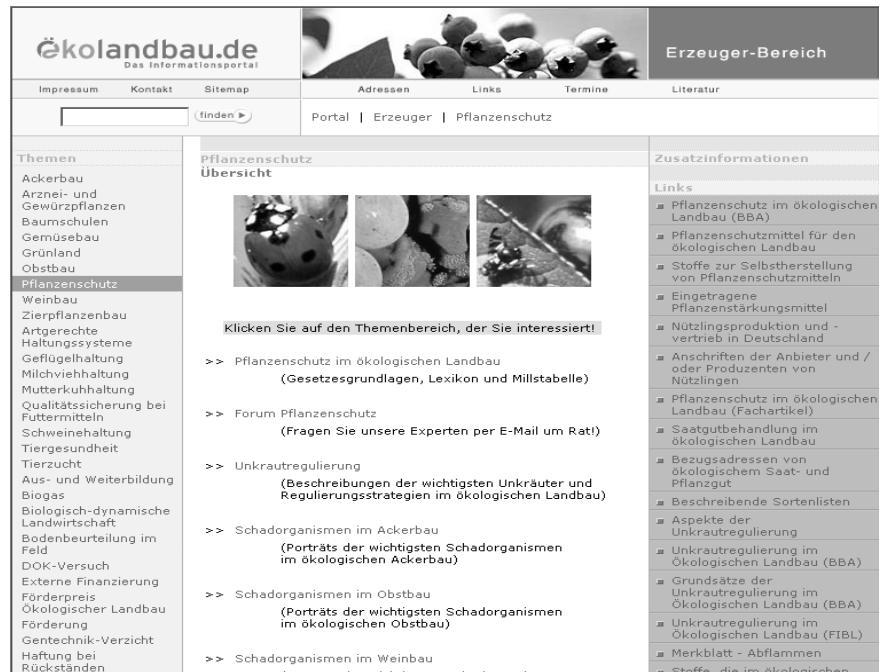 ökolandbau.de
Das Informationsportal
Erzeuger-Bereich
Impressum Kontakt Sitemap Adressen Links Termine Literatur
finden
Portal | Erzeuger | Pflanzenschutz
Themen
Ackerbau
Arznei- und
Gewürzpflanzen
Baumschulen
Gemüsebau
Grünland
Obstbau
Pflanzenschutz
Weinbau
Zierpflanzenbau
Artgerechte
Haltungssysteme
Geflügelhaltung
Milchviehhaltung
Mutterkuhhaltung
Qualitätssicherung bei
Futtermitteln
Schweinehaltung
Tiergesundheit
Tierzucht
Aus- und Weiterbildung
Biogas
Biologisch-dynamische
Landwirtschaft
Bodenbeurteilung im
Feld
DOK-Versuch
Externe Finanzierung
Förderpreis
Ökologischer Landbau
Förderung
Gentechnik-Verzicht
Haftung bei
Rückständen
Pflanzenschutz
Übersicht
Klicken Sie auf den Themenbereich, der Sie interessiert!
>> Pflanzenschutz im ökologischen Landbau
(Gesetzesgrundlagen, Lexikon und Millstabelle)
>> Forum Pflanzenschutz
(Fragen Sie unsere Experten per E-Mail um Rat!)
>> Unkrautregulierung
(Beschreibungen der wichtigsten Unkräuter und
Regulierungsstrategien im ökologischen Landbau)
>> Schadorganismen im Ackerbau
(Porträts der wichtigsten Schadorganismen
im ökologischen Ackerbau)
>> Schadorganismen im Obstbau
(Porträts der wichtigsten Schadorganismen
im ökologischen Obstbau)
>> Schadorganismen im Weinbau
Zusatzinformationen
Links
Pflanzenschutz im ökologischen
Landbau (BBA)
Pflanzenschutzmittel für den
ökologischen Landbau
Stoffe zur Selbstherstellung
von Pflanzenschutzmitteln
Eingetragene
Pflanzenstärkungsmittel
Nützlingsproduktion und -
vertrieb in Deutschland
Anschriften der Anbieter und /
oder Produzenten von
Nützlingen
Pflanzenschutz im ökologischen
Landbau (Fachartikel)
Saatgutbehandlung im
ökologischen Landbau
Bezugsadressen von
ökologischem Saat- und
Pflanzgut
Beschreibende Sortenlisten
Aspekte der
Unkrautregulierung
Unkrautregulierung im
Ökologischen Landbau (BBA)
Grundsätze der
Unkrautregulierung im
Ökologischen Landbau (BBA)
Unkrautregulierung im
Ökologischen Landbau (FIBL)
Merkblatt - Abflammen
Stoffe, die im ökologischen